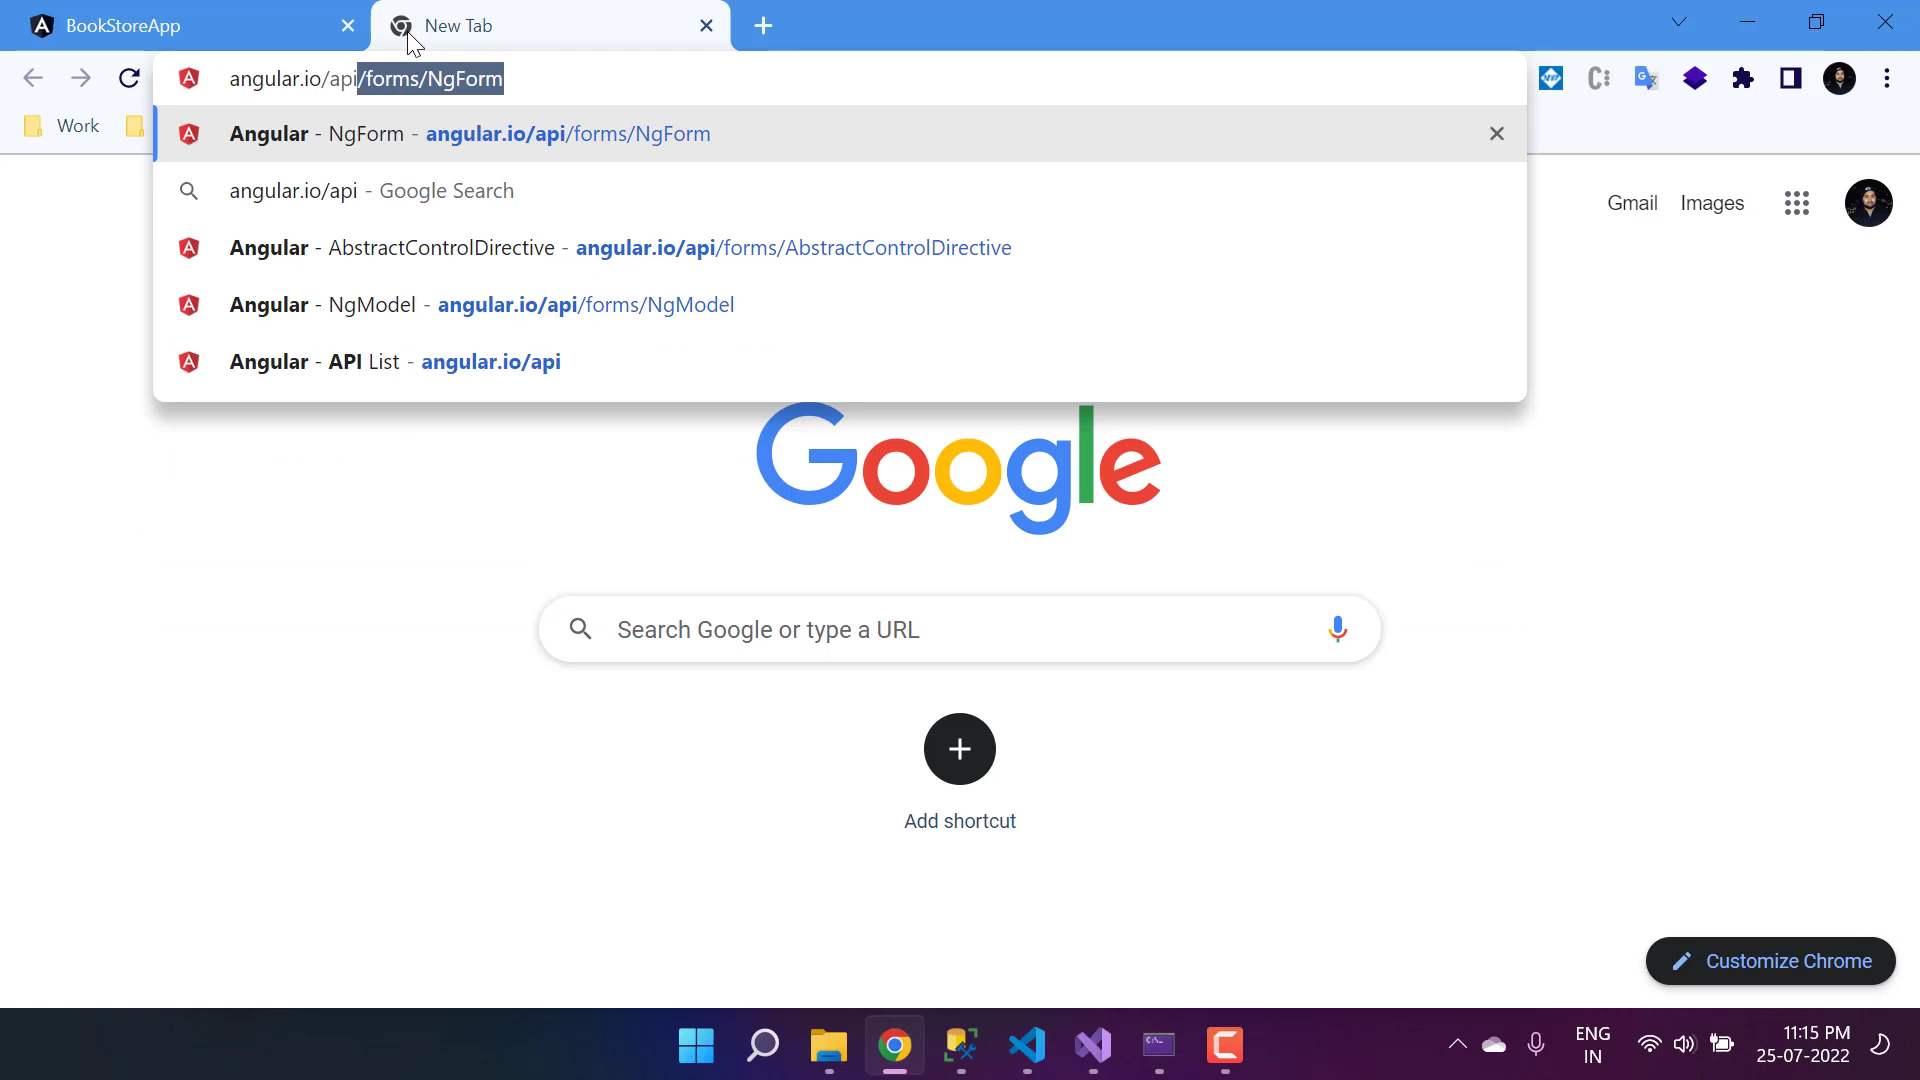 BookStoreApp
New Tab
angular.io/api/forms/NgForm
Work
Angular - NgForm - angular.io/api/forms/NgForm
angular.io/api - Google Search
Angular - AbstractControlDirective - angular.io/api/forms/AbstractControlDirective
Angular - NgModel - angular.io/api/forms/NgModel
Angular - API List - angular.io/api
Gmail Images
Google
Search Google or type a URL
Add shortcut
Customize Chrome
ENG
IN
11:15 PM
25-07-2022